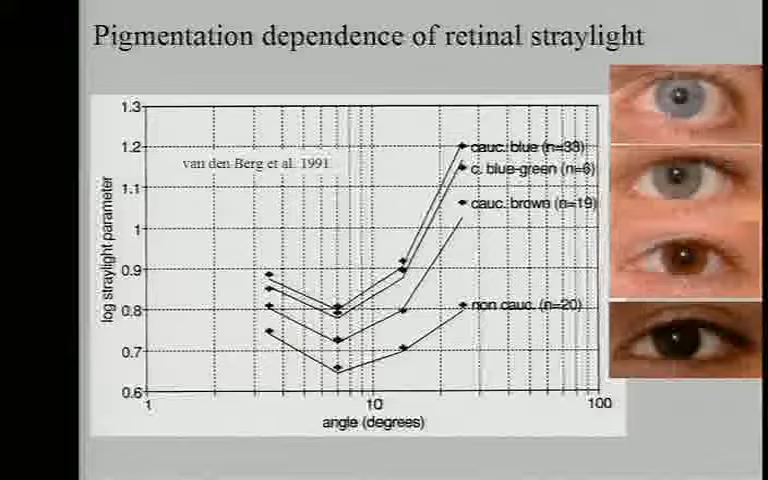 Pigmentation dependence of retinal straylight
1.3
1.2
1.1
1
0.9
0.8
0.7
0.6
log straylight parameter
van den Berg et al. 1991
cauc. blue (n=33)
c. blue-green (n=6)
cauc. brown (n=19)
non cauc. (n=20)
1
10
100
angle (degrees)